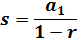 s = a₁ / (1 − r)